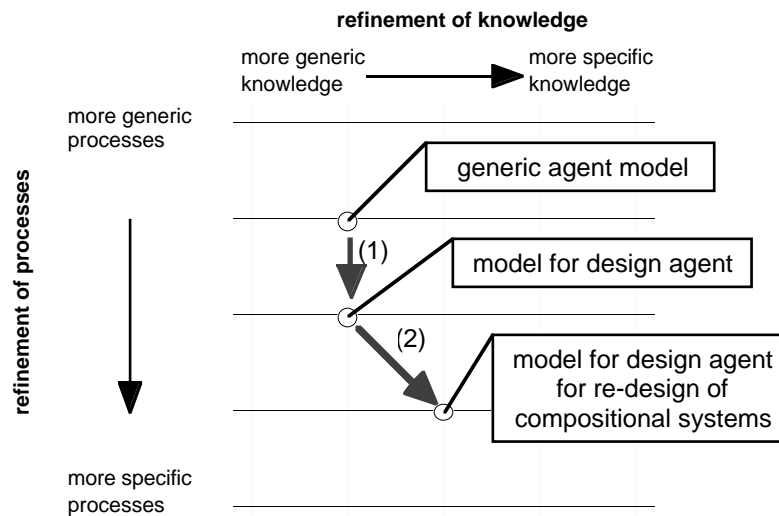 refinement of knowledge
more generic
knowledge
more specific
knowledge
more generic
processes
generic agent model
refinement of processes
(1)
model for design agent
(2)
model for design agent
for re-design of
compositional systems
more specific
processes